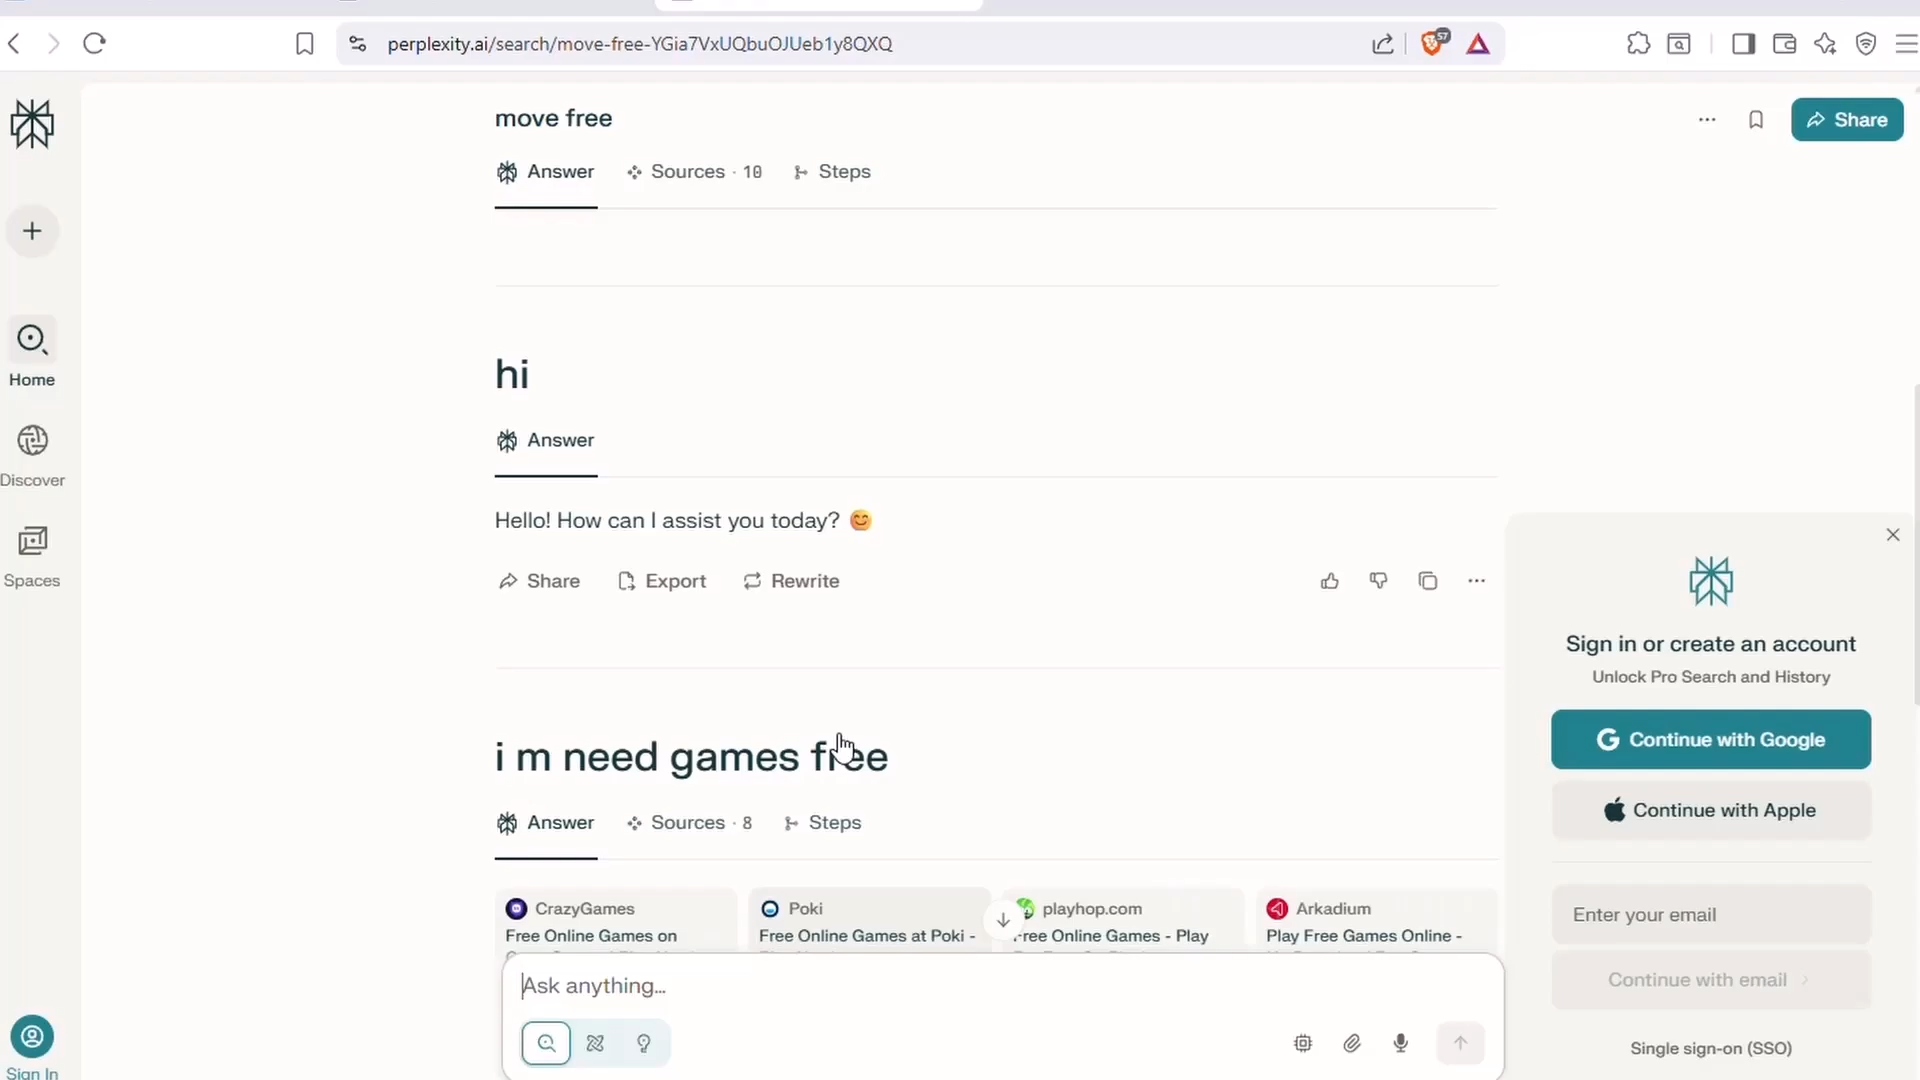 perplexity.ai/search/move-free-YGia7VxUQbuOJUeb1y8QXQ
57
move free
Share
Answer
Sources · 10
Steps
Home
Discover
Spaces
Sign In
hi
Answer
Hello! How can I assist you today? 😊
Share
Export
Rewrite
i m need games free
Answer
Sources · 8
Steps
CrazyGames
Free Online Games on
Poki
Free Online Games at Poki -
playhop.com
Free Online Games - Play
Arkadium
Play Free Games Online -
Ask anything...
Sign in or create an account
Unlock Pro Search and History
Continue with Google
Continue with Apple
Enter your email
Continue with email
Single sign-on (SSO)